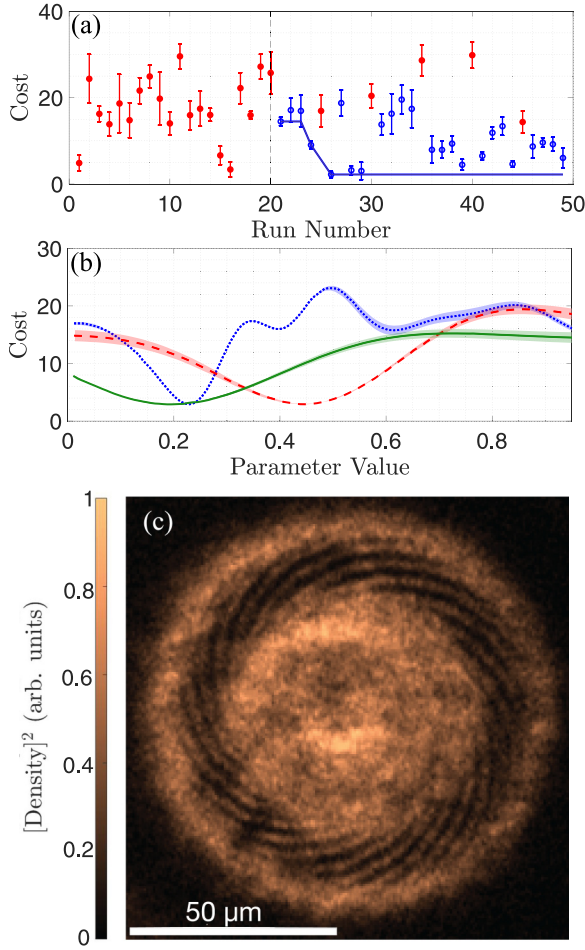 (a)
Cost
40
20
0
0 10 20 30 40 50
Run Number
(b)
Cost
30
20
10
0
0 0.2 0.4 0.6 0.8
Parameter Value
(c)
[Density]² (arb. units)
1
0.8
0.6
0.4
0.2
0
50 µm